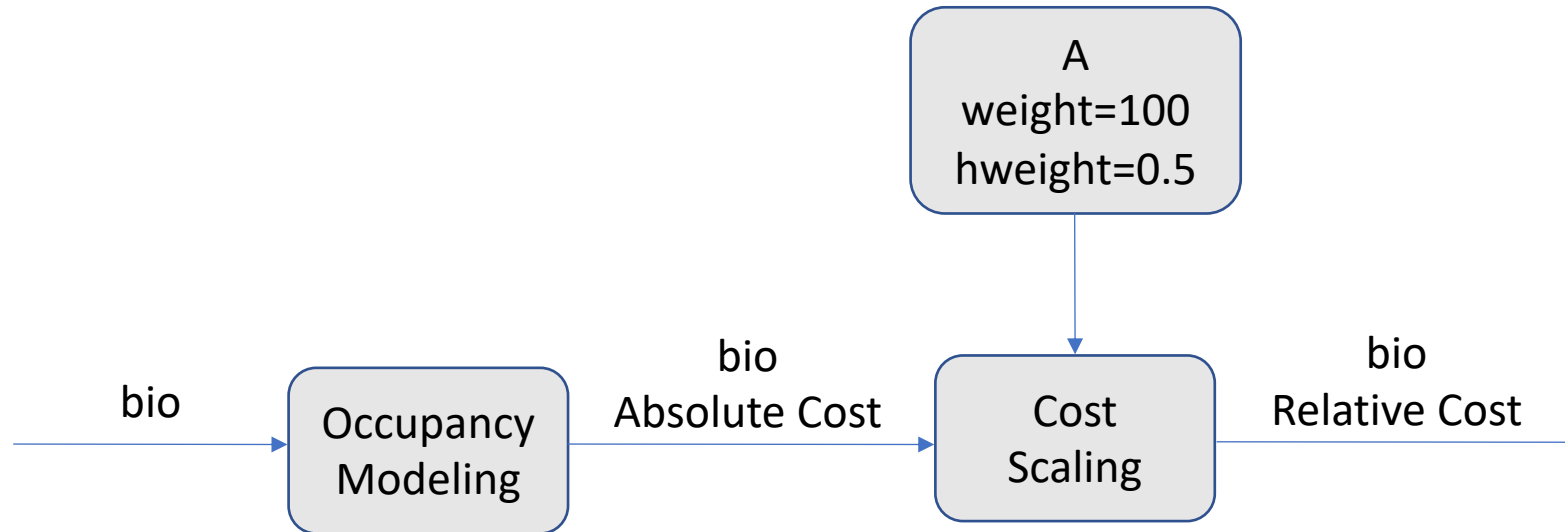 A
weight=100
hweight=0.5
bio
Occupancy
Modeling
bio
Absolute Cost
Cost
Scaling
bio
Relative Cost